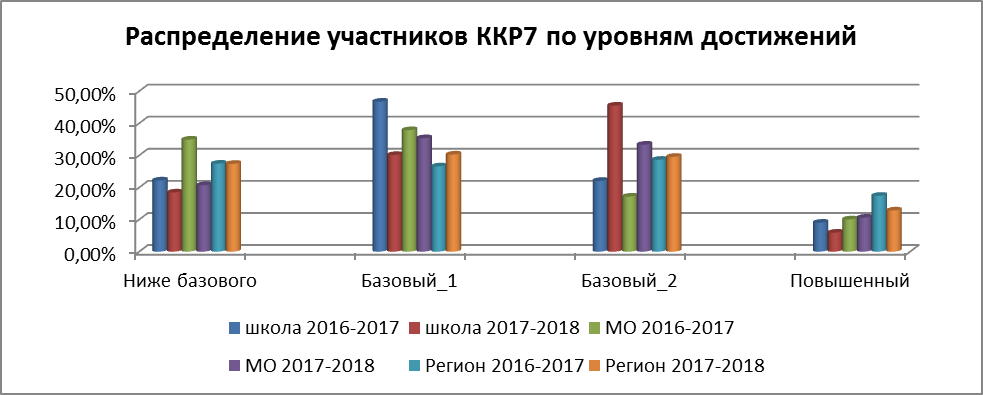 Распределение участников ККР7 по уровням достижений
50,00%
40,00%
30,00%
20,00%
10,00%
0,00%
Ниже базового Базовый_1 Базовый_2 Повышенный
школа 2016-2017 школа 2017-2018 МО 2016-2017
МО 2017-2018 Регион 2016-2017 Регион 2017-2018